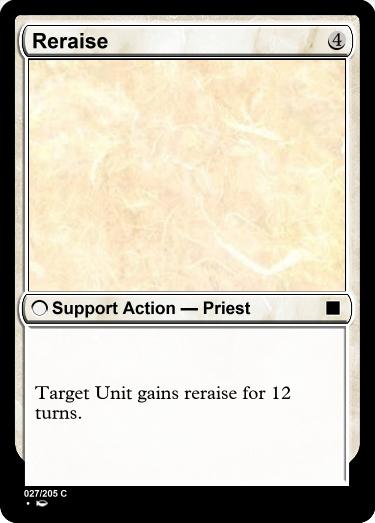 Reraise 4
Support Action — Priest
Target Unit gains reraise for 12
turns.
027/205 C